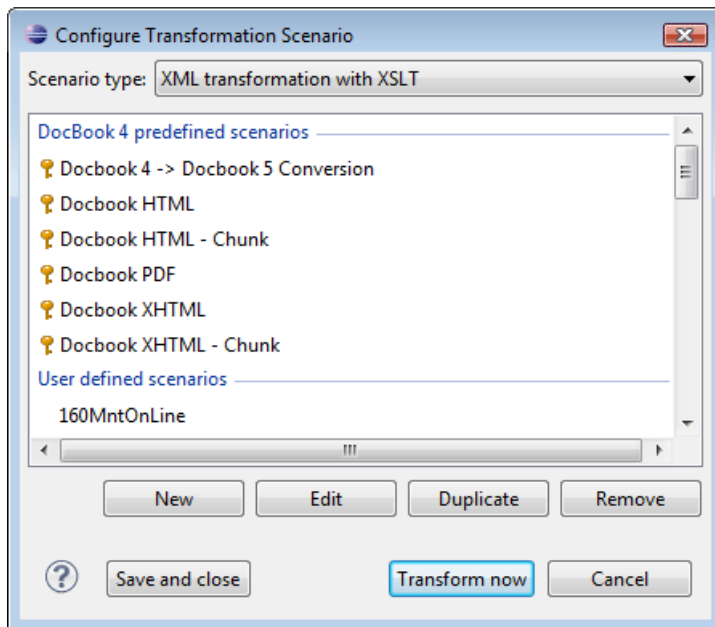 Configure Transformation Scenario
Scenario type: XML transformation with XSLT
DocBook 4 predefined scenarios
Docbook 4 -> Docbook 5 Conversion
Docbook HTML
Docbook HTML - Chunk
Docbook PDF
Docbook XHTML
Docbook XHTML - Chunk
User defined scenarios
160MntOnLine
New Edit Duplicate Remove
? Save and close Transform now Cancel